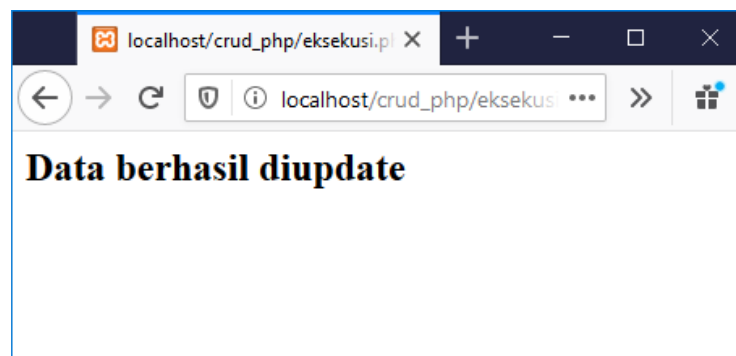 localhost/crud_php/eksekusi.p
localhost/crud_php/eksekus
Data berhasil diupdate